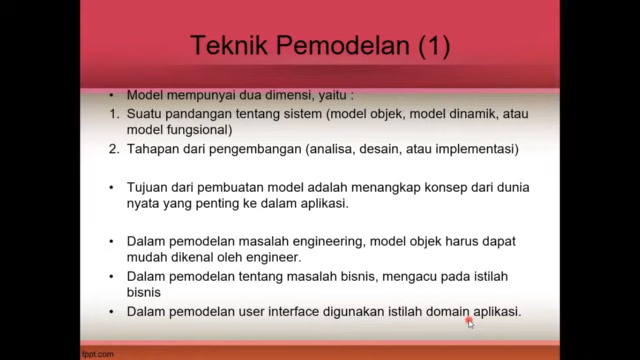 Teknik Pemodelan (1)
• Model mempunyai dua dimensi, yaitu :
1. Suatu pandangan tentang sistem (model objek, model dinamik, atau
model fungsional)
2. Tahapan dari pengembangan (analisa, desain, atau implementasi)
• Tujuan dari pembuatan model adalah menangkap konsep dari dunia
nyata yang penting ke dalam aplikasi.
• Dalam pemodelan masalah engineering, model objek harus dapat
mudah dikenal oleh engineer.
• Dalam pemodelan tentang masalah bisnis, mengacu pada istilah
bisnis
• Dalam pemodelan user interface digunakan istilah domain aplikasi.
fppt.com